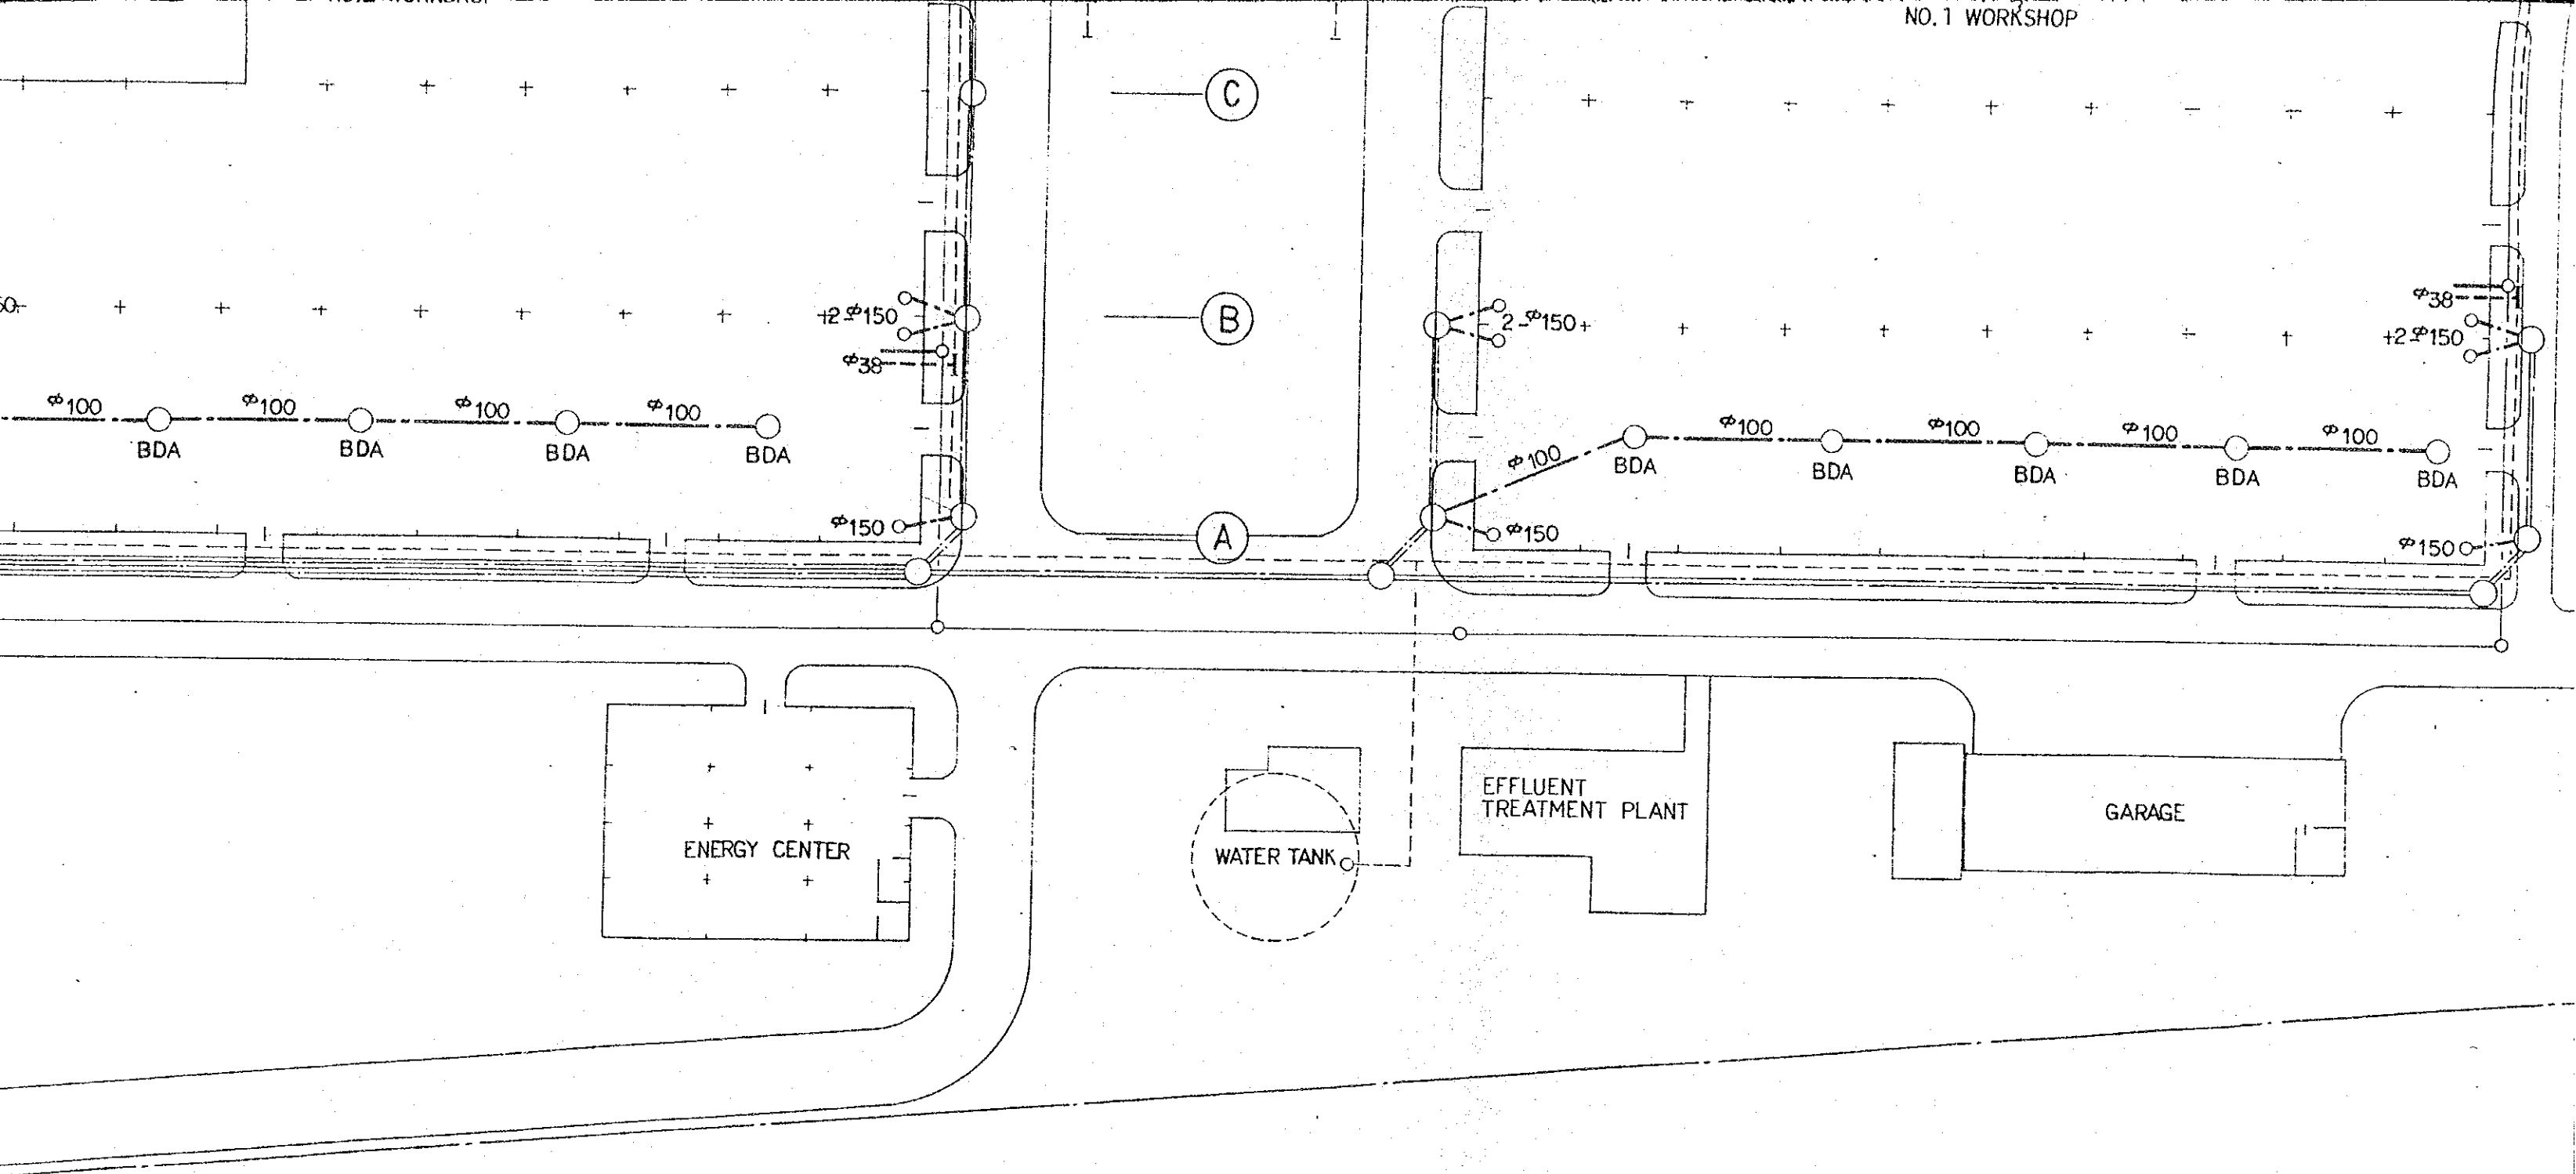 NO.1 WORKSHOP
C
2-φ150
B
2-φ150
φ38
φ38
2-φ150
φ100
φ100
φ100
φ100
BDA
BDA
BDA
BDA
φ100
φ100
φ100
φ100
φ100
BDA
BDA
BDA
BDA
BDA
φ150
A
φ150
φ150
ENERGY CENTER
WATER TANK
EFFLUENT
TREATMENT PLANT
GARAGE